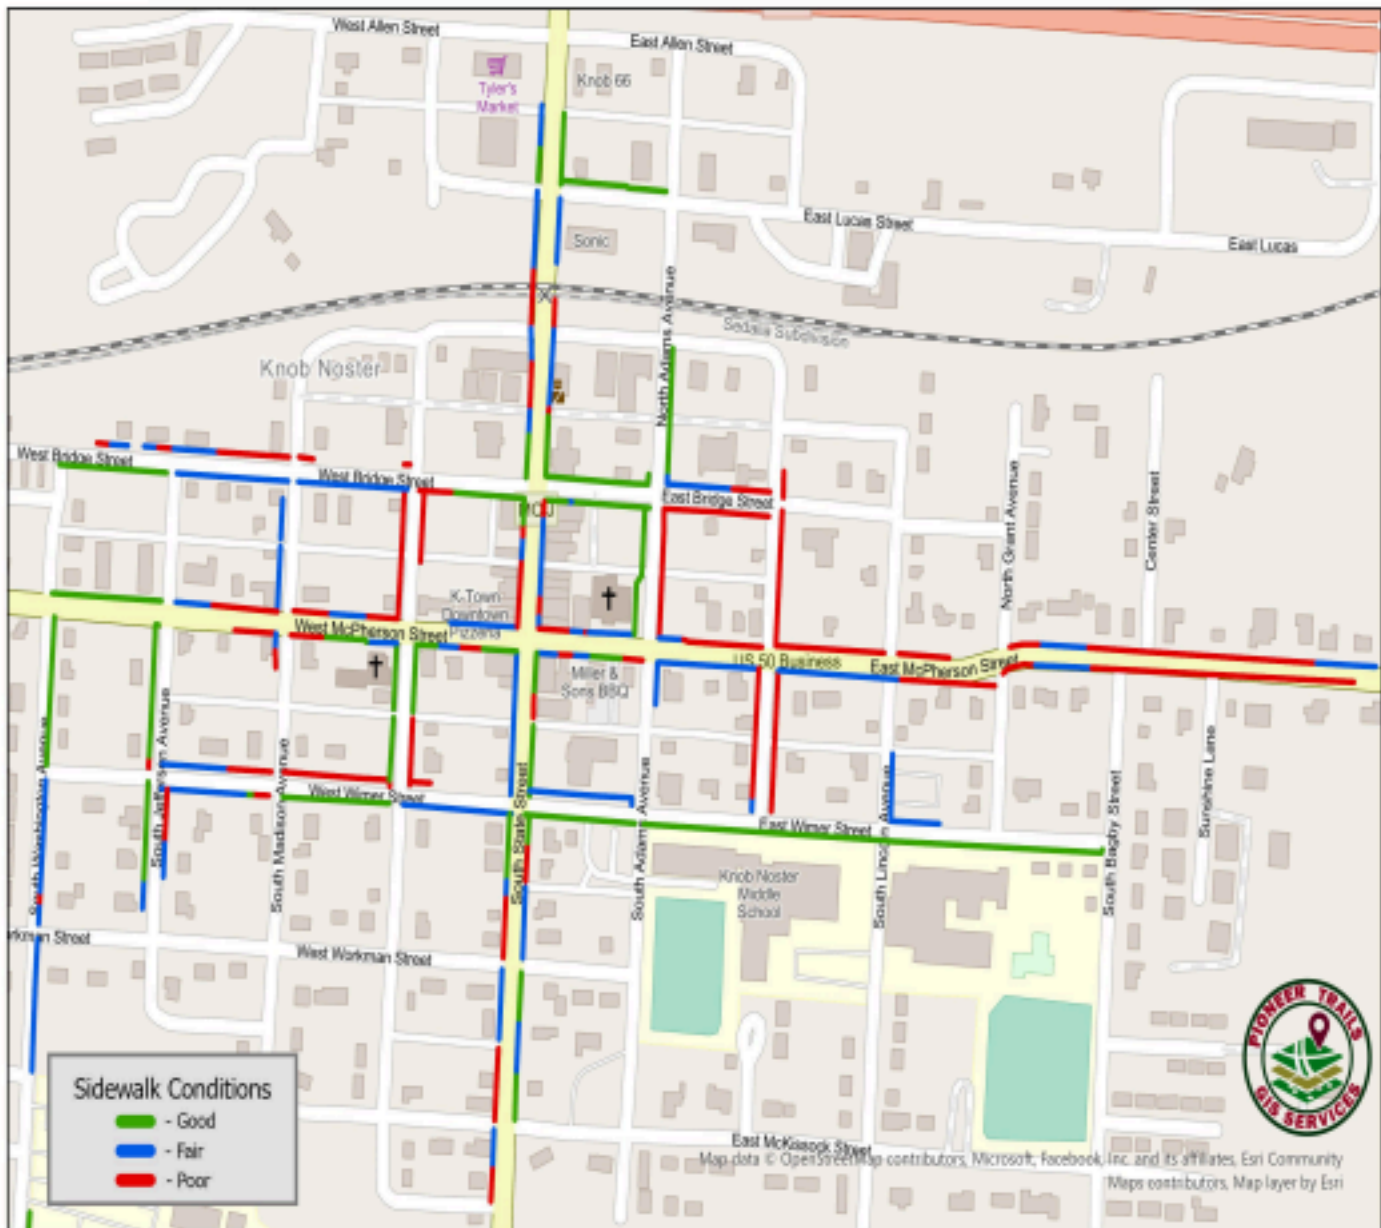 West Allen Street
East Allen Street
Tyler's
Market
Knob 66
East Lucas Street
East Lucas
Sonic
North Adams Avenue
Sedalia Subdivision
Knob Noster
West Bridge Street
West Bridge Street
East Bridge Street
North Grant Avenue
Center Street
K-Town
Downtown
Pizzeria
West McPherson Street
US 50 Business
East McPherson Street
Miller &
Sons BBQ
South Washington Avenue
South Jefferson Avenue
South Madison Avenue
South State Street
South Adams Avenue
South Lincoln Avenue
South Bagby Street
Sunshine Lane
West Wimer Street
East Wimer Street
Knob Noster
Middle
School
rkman Street
West Workman Street
East McKissock Street
Sidewalk Conditions
- Good
- Fair
- Poor
PIONEER TRAILS
GIS SERVICES
Map data © OpenStreetMap contributors, Microsoft, Facebook, Inc. and its affiliates, Esri Community
Maps contributors, Map layer by Esri